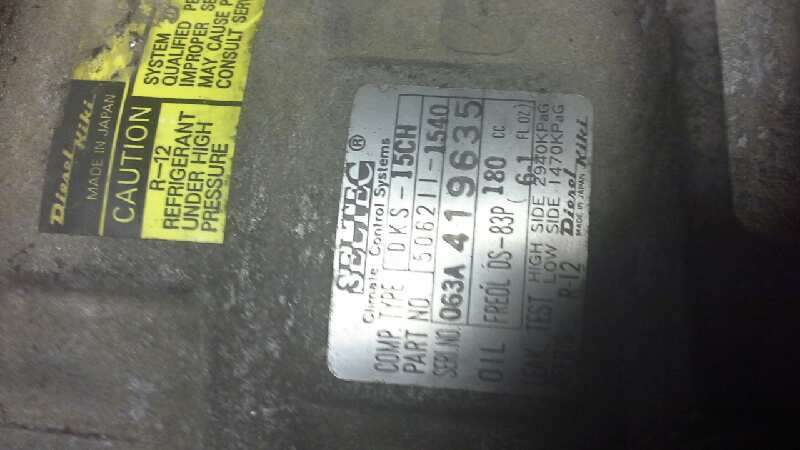 Diesel Kiki
MADE IN JAPAN
CAUTION
R-12
REFRIGERANT
UNDER HIGH
PRESSURE
SYSTEM
QUALIFIED
IMPROPER
MAY CAUSE
CONSULT
SELTEC®
Climate Control Systems
COMP. TYPE DKS-15CH
PART NO. 506211-1540
SERI.NO. 063A 419635
OIL FREOL DS-83P 180 CC
( 6.1 FL OZ)
TEST HIGH SIDE 2940KPaG
LOW SIDE 1470KPaG
R-12 Diesel Kiki
MADE IN JAPAN